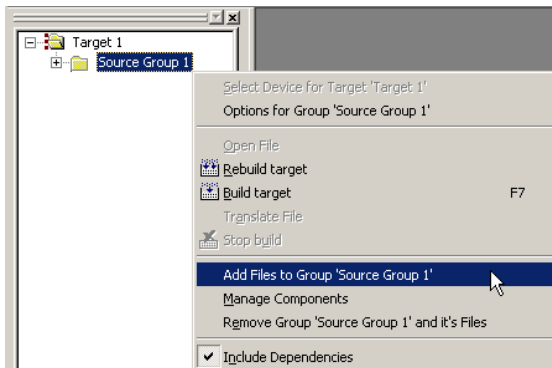 Target 1
Source Group 1
Select Device for Target 'Target 1'
Options for Group 'Source Group 1'
Open File
Rebuild target
Build target F7
Translate File
Stop build
Add Files to Group 'Source Group 1'
Manage Components
Remove Group 'Source Group 1' and it's Files
Include Dependencies